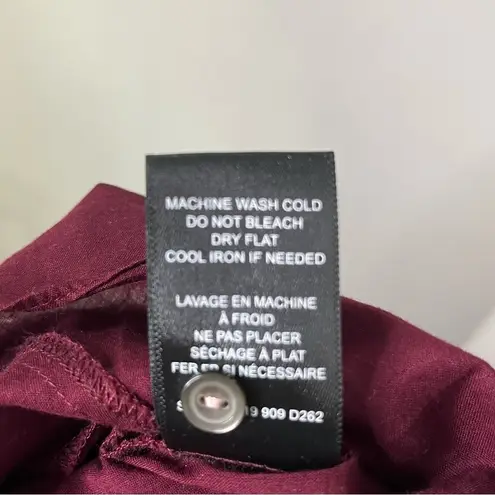 MACHINE WASH COLD
DO NOT BLEACH
DRY FLAT
COOL IRON IF NEEDED
LAVAGE EN MACHINE
À FROID
NE PAS PLACER
SÉCHAGE À PLAT
FER SI NÉCESSAIRE
909 D262